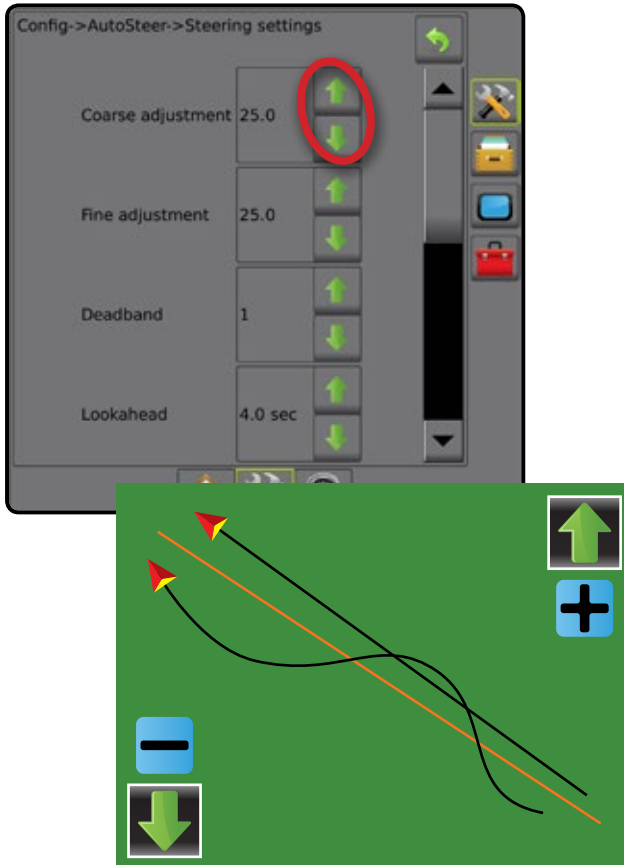 Config->AutoSteer->Steering settings
Coarse adjustment 25.0
Fine adjustment 25.0
Deadband 1
Lookahead 4.0 sec